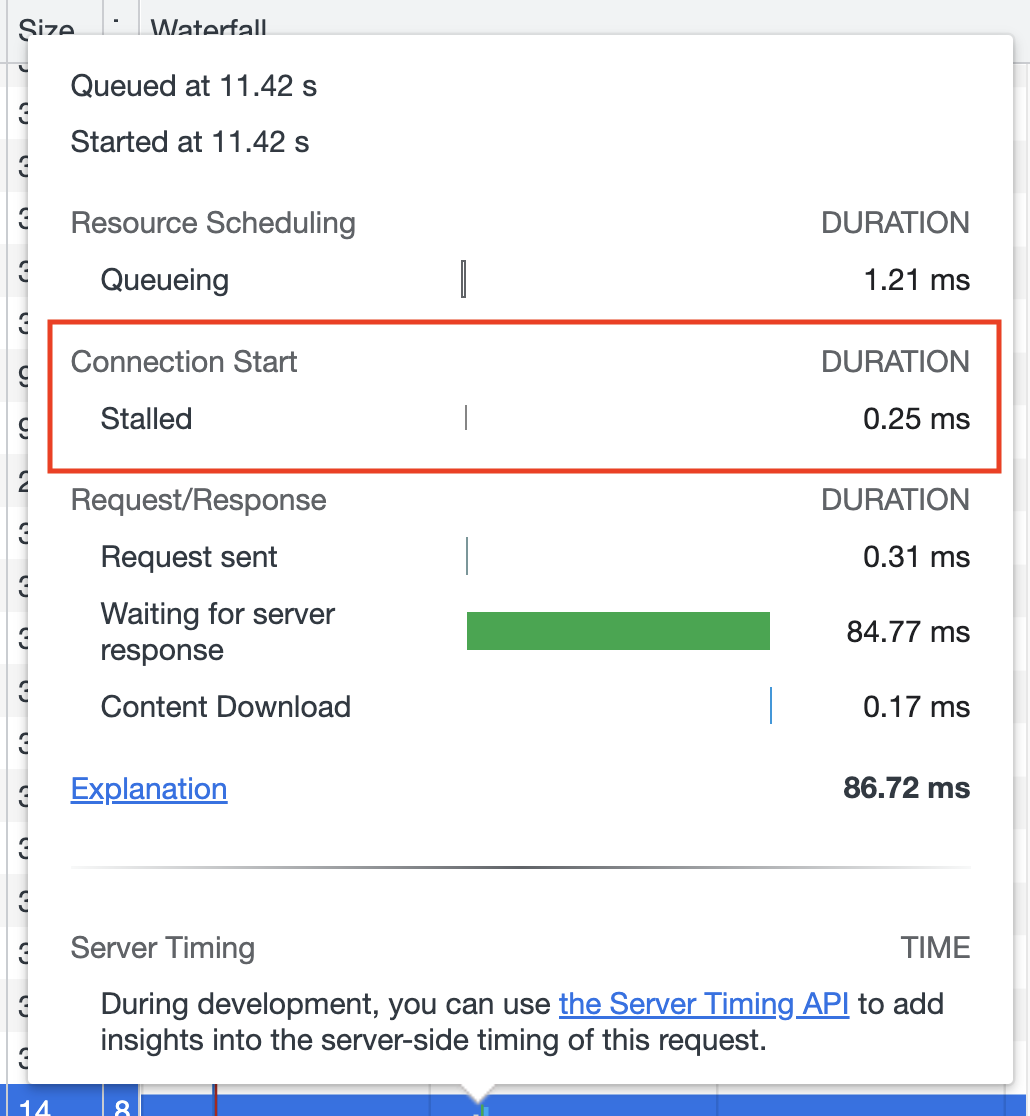 Size Waterfall
Queued at 11.42 s
Started at 11.42 s
Resource Scheduling DURATION
Queueing 1.21 ms
Connection Start DURATION
Stalled 0.25 ms
Request/Response DURATION
Request sent 0.31 ms
Waiting for server
response 84.77 ms
Content Download 0.17 ms
Explanation 86.72 ms
Server Timing TIME
During development, you can use the Server Timing API to add
insights into the server-side timing of this request.
14 8